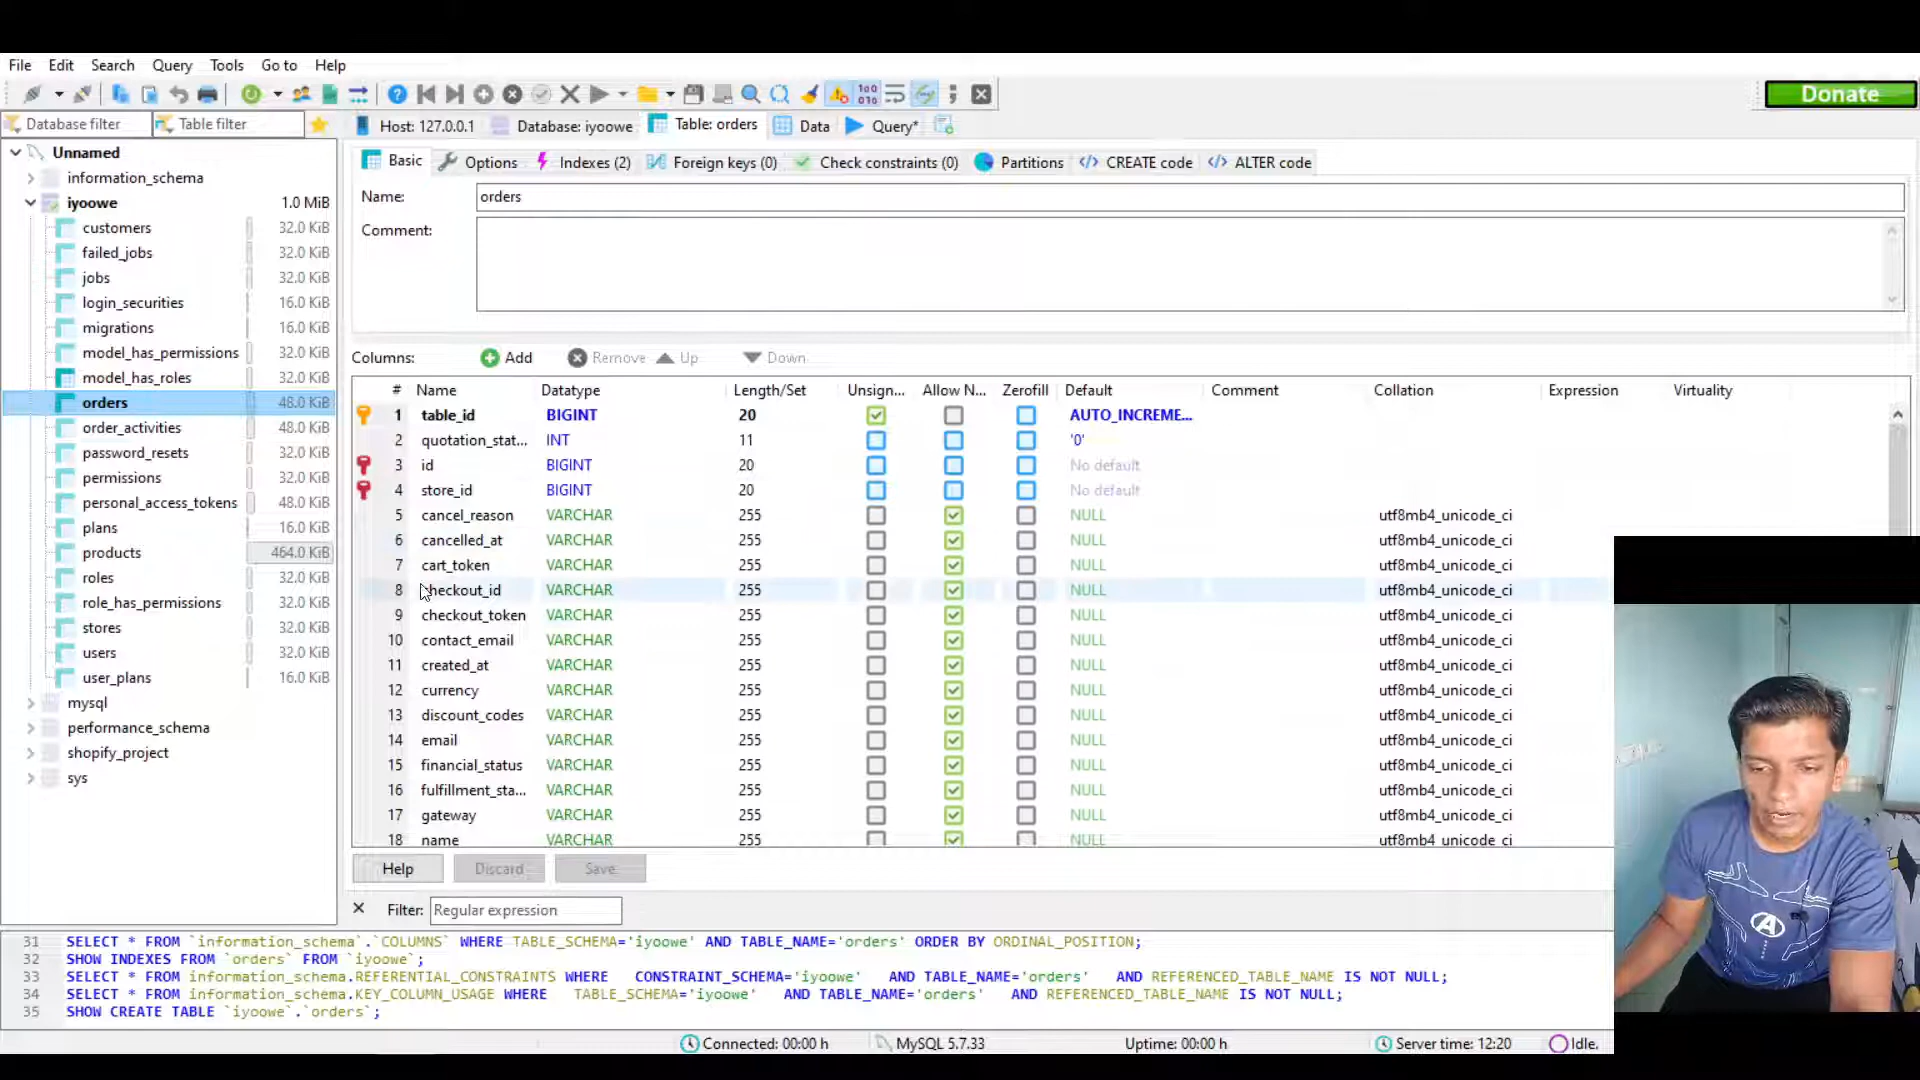 File Edit Search Query Tools Go to Help
Donate
Database filter Table filter Host: 127.0.0.1 Database: iyoowe Table: orders Data Query*
Unnamed
information_schema
iyoowe 1.0 MiB
customers 32.0 KiB
failed_jobs 32.0 KiB
jobs 32.0 KiB
login_securities 16.0 KiB
migrations 16.0 KiB
model_has_permissions 32.0 KiB
model_has_roles 32.0 KiB
orders 48.0 KiB
order_activities 48.0 KiB
password_resets 32.0 KiB
permissions 16.0 KiB
personal_access_tokens 48.0 KiB
plans 16.0 KiB
products 464.0 KiB
roles 32.0 KiB
role_has_permissions 32.0 KiB
stores 32.0 KiB
users 32.0 KiB
user_plans 16.0 KiB
mysql
performance_schema
shopify_project
sys
Basic Options Indexes (2) Foreign keys (0) Check constraints (0) Partitions CREATE code ALTER code
Name: orders
Comment:
Columns: Add Remove Up Down
# Name Datatype Length/Set Unsign... Allow N... Zerofill Default Comment Collation Expression Virtuality
1 table_id BIGINT 20 AUTO_INCREME...
2 quotation_stat... INT 11 '0'
3 id BIGINT 20 No default
4 store_id BIGINT 20 No default
5 cancel_reason VARCHAR 255 NULL utf8mb4_unicode_ci
6 cancelled_at VARCHAR 255 NULL utf8mb4_unicode_ci
7 cart_token VARCHAR 255 NULL utf8mb4_unicode_ci
8 checkout_id VARCHAR 255 NULL utf8mb4_unicode_ci
9 checkout_token VARCHAR 255 NULL utf8mb4_unicode_ci
10 contact_email VARCHAR 255 NULL utf8mb4_unicode_ci
11 created_at VARCHAR 255 NULL utf8mb4_unicode_ci
12 currency VARCHAR 255 NULL utf8mb4_unicode_ci
13 discount_codes VARCHAR 255 NULL utf8mb4_unicode_ci
14 email VARCHAR 255 NULL utf8mb4_unicode_ci
15 financial_status VARCHAR 255 NULL utf8mb4_unicode_ci
16 fulfillment_sta... VARCHAR 255 NULL utf8mb4_unicode_ci
17 gateway VARCHAR 255 NULL utf8mb4_unicode_ci
18 name VARCHAR 255 NULL utf8mb4_unicode_ci
Help Discard Save
Filter: Regular expression
31 SELECT * FROM `information_schema`.`COLUMNS` WHERE TABLE_SCHEMA='iyoowe' AND TABLE_NAME='orders' ORDER BY ORDINAL_POSITION;
32 SHOW INDEXES FROM `orders` FROM `iyoowe`;
33 SELECT * FROM information_schema.REFERENTIAL_CONSTRAINTS WHERE CONSTRAINT_SCHEMA='iyoowe' AND TABLE_NAME='orders' AND REFERENCED_TABLE_NAME IS NOT NULL;
34 SELECT * FROM information_schema.KEY_COLUMN_USAGE WHERE TABLE_SCHEMA='iyoowe' AND TABLE_NAME='orders' AND REFERENCED_TABLE_NAME IS NOT NULL;
35 SHOW CREATE TABLE `iyoowe`.`orders`;
Connected: 00:00 h MySQL 5.7.33 Uptime: 00:00 h Server time: 12:20 Idle.